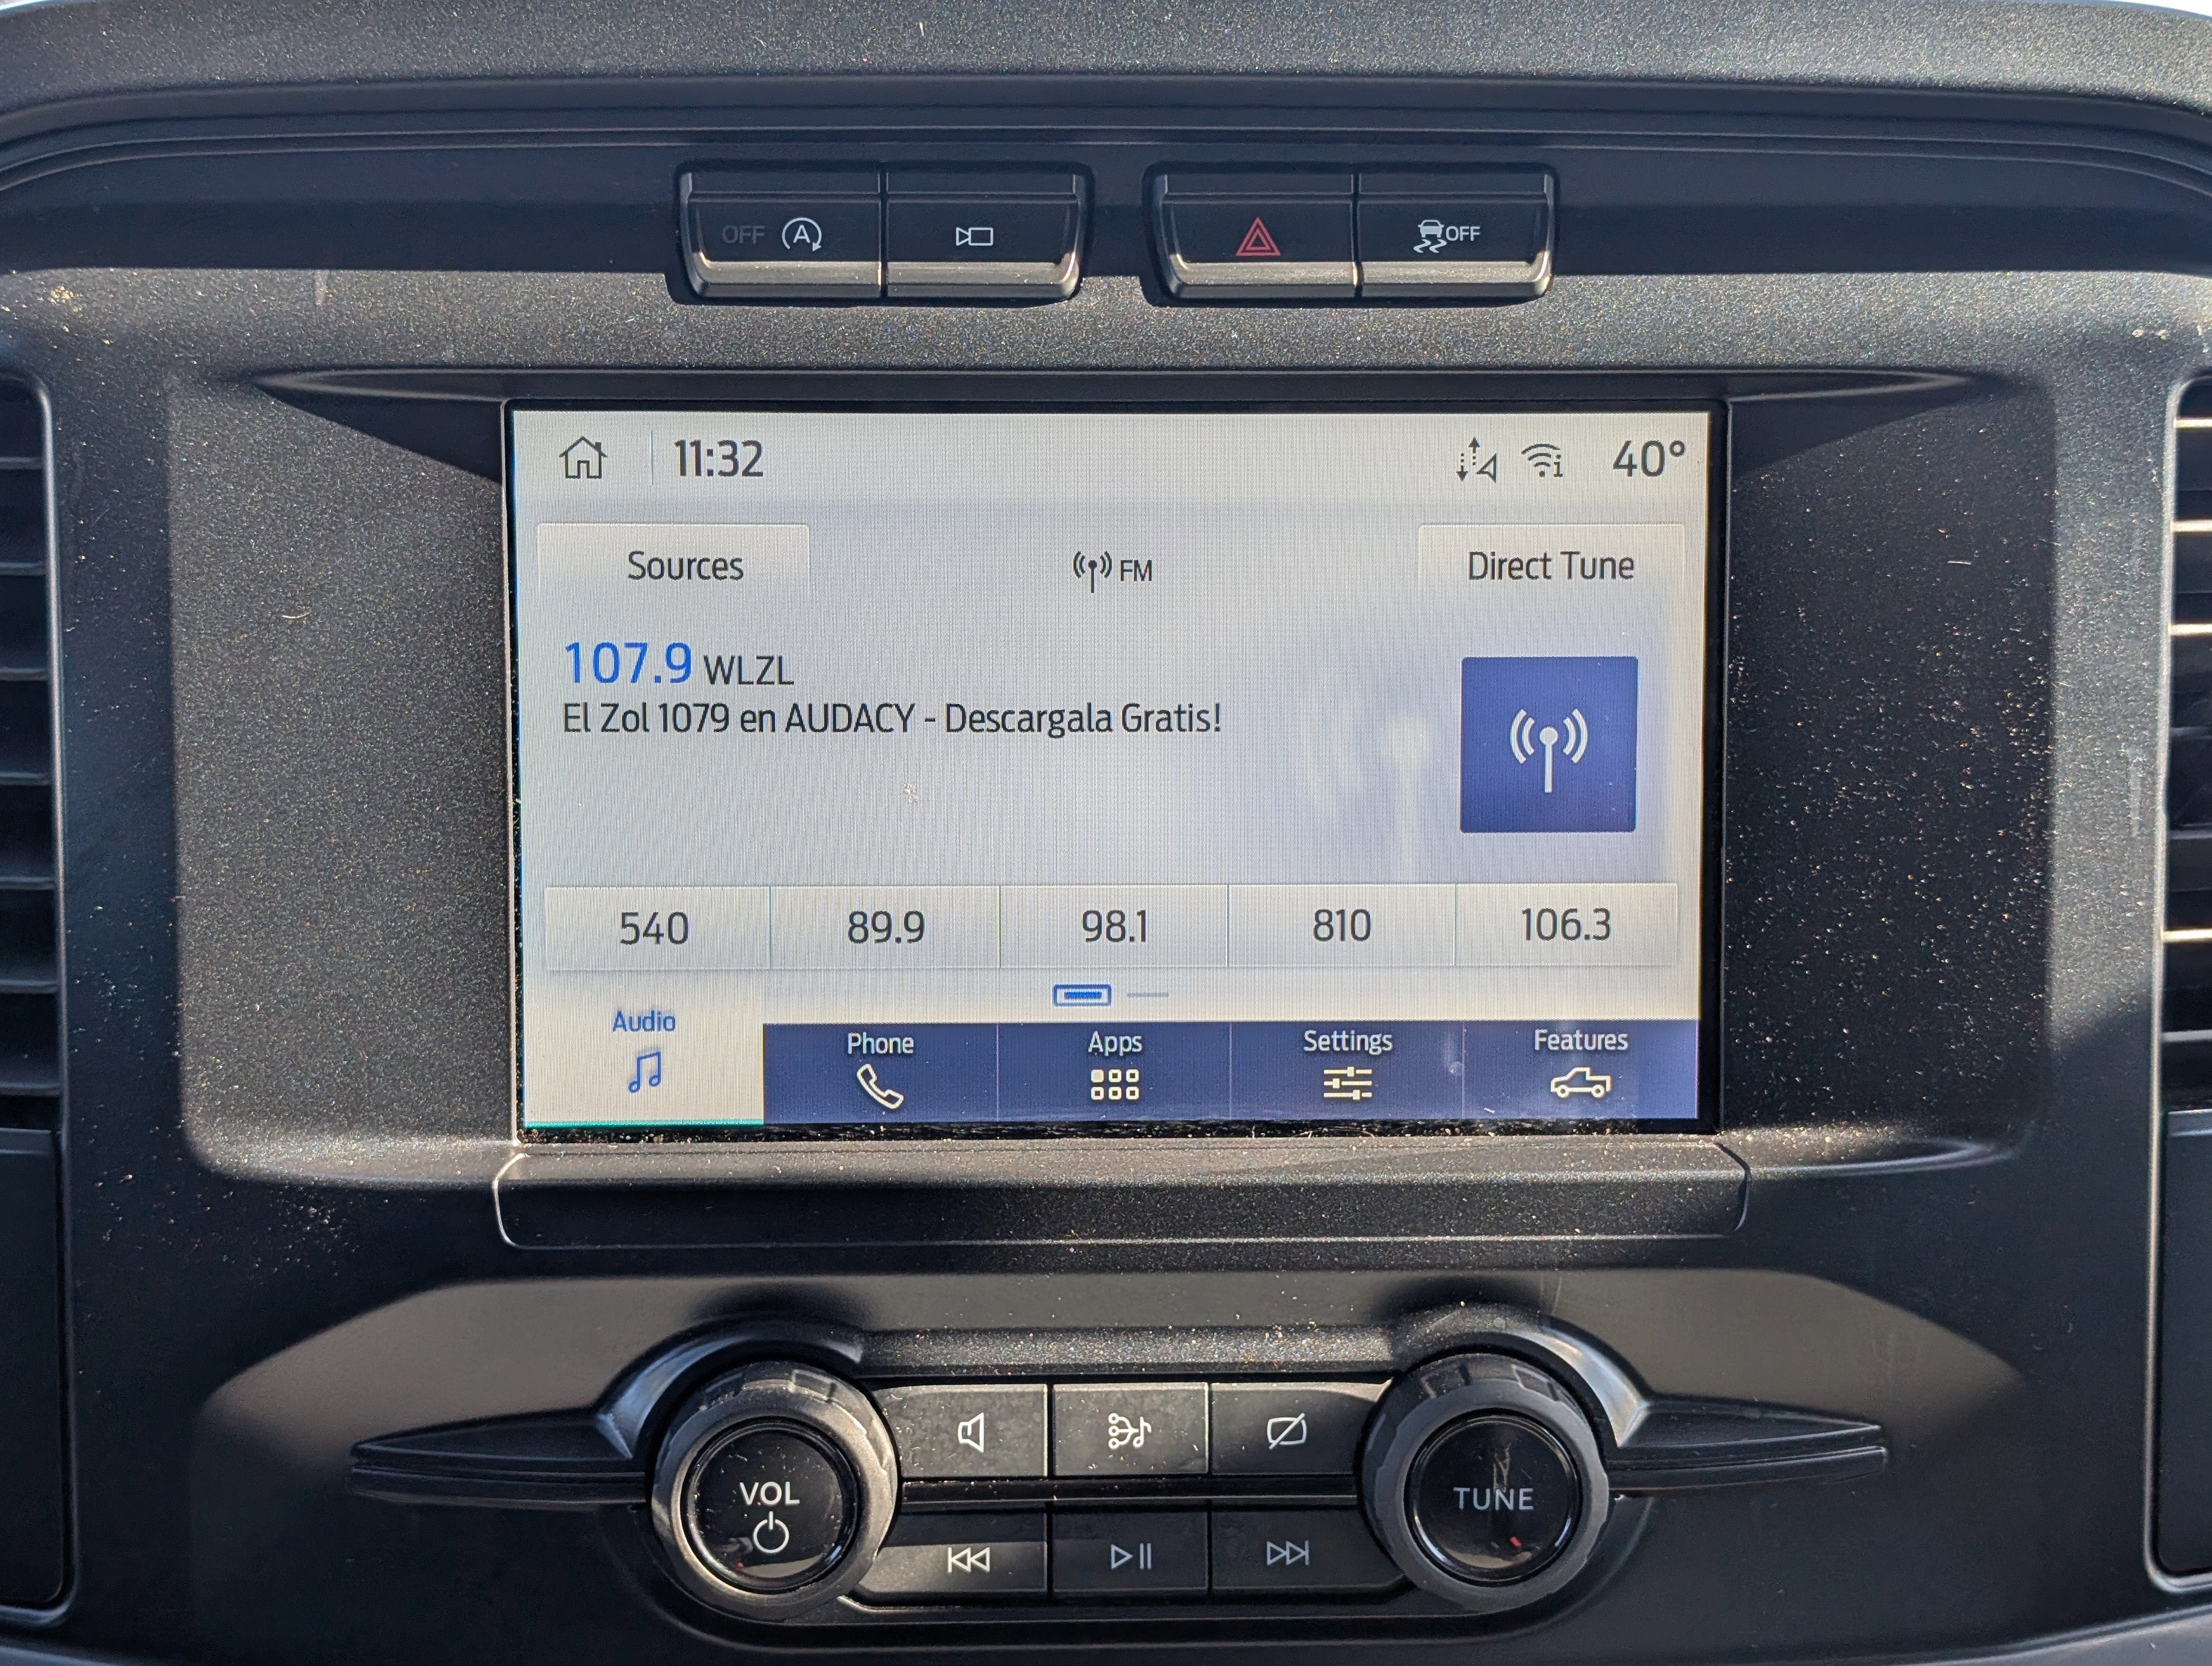 OFF A
OFF
11:32 40°
Sources FM Direct Tune
107.9 WLZL
El Zol 1079 en AUDACY - Descargala Gratis!
540 89.9 98.1 810 106.3
Audio Phone Apps Settings Features
VOL
TUNE